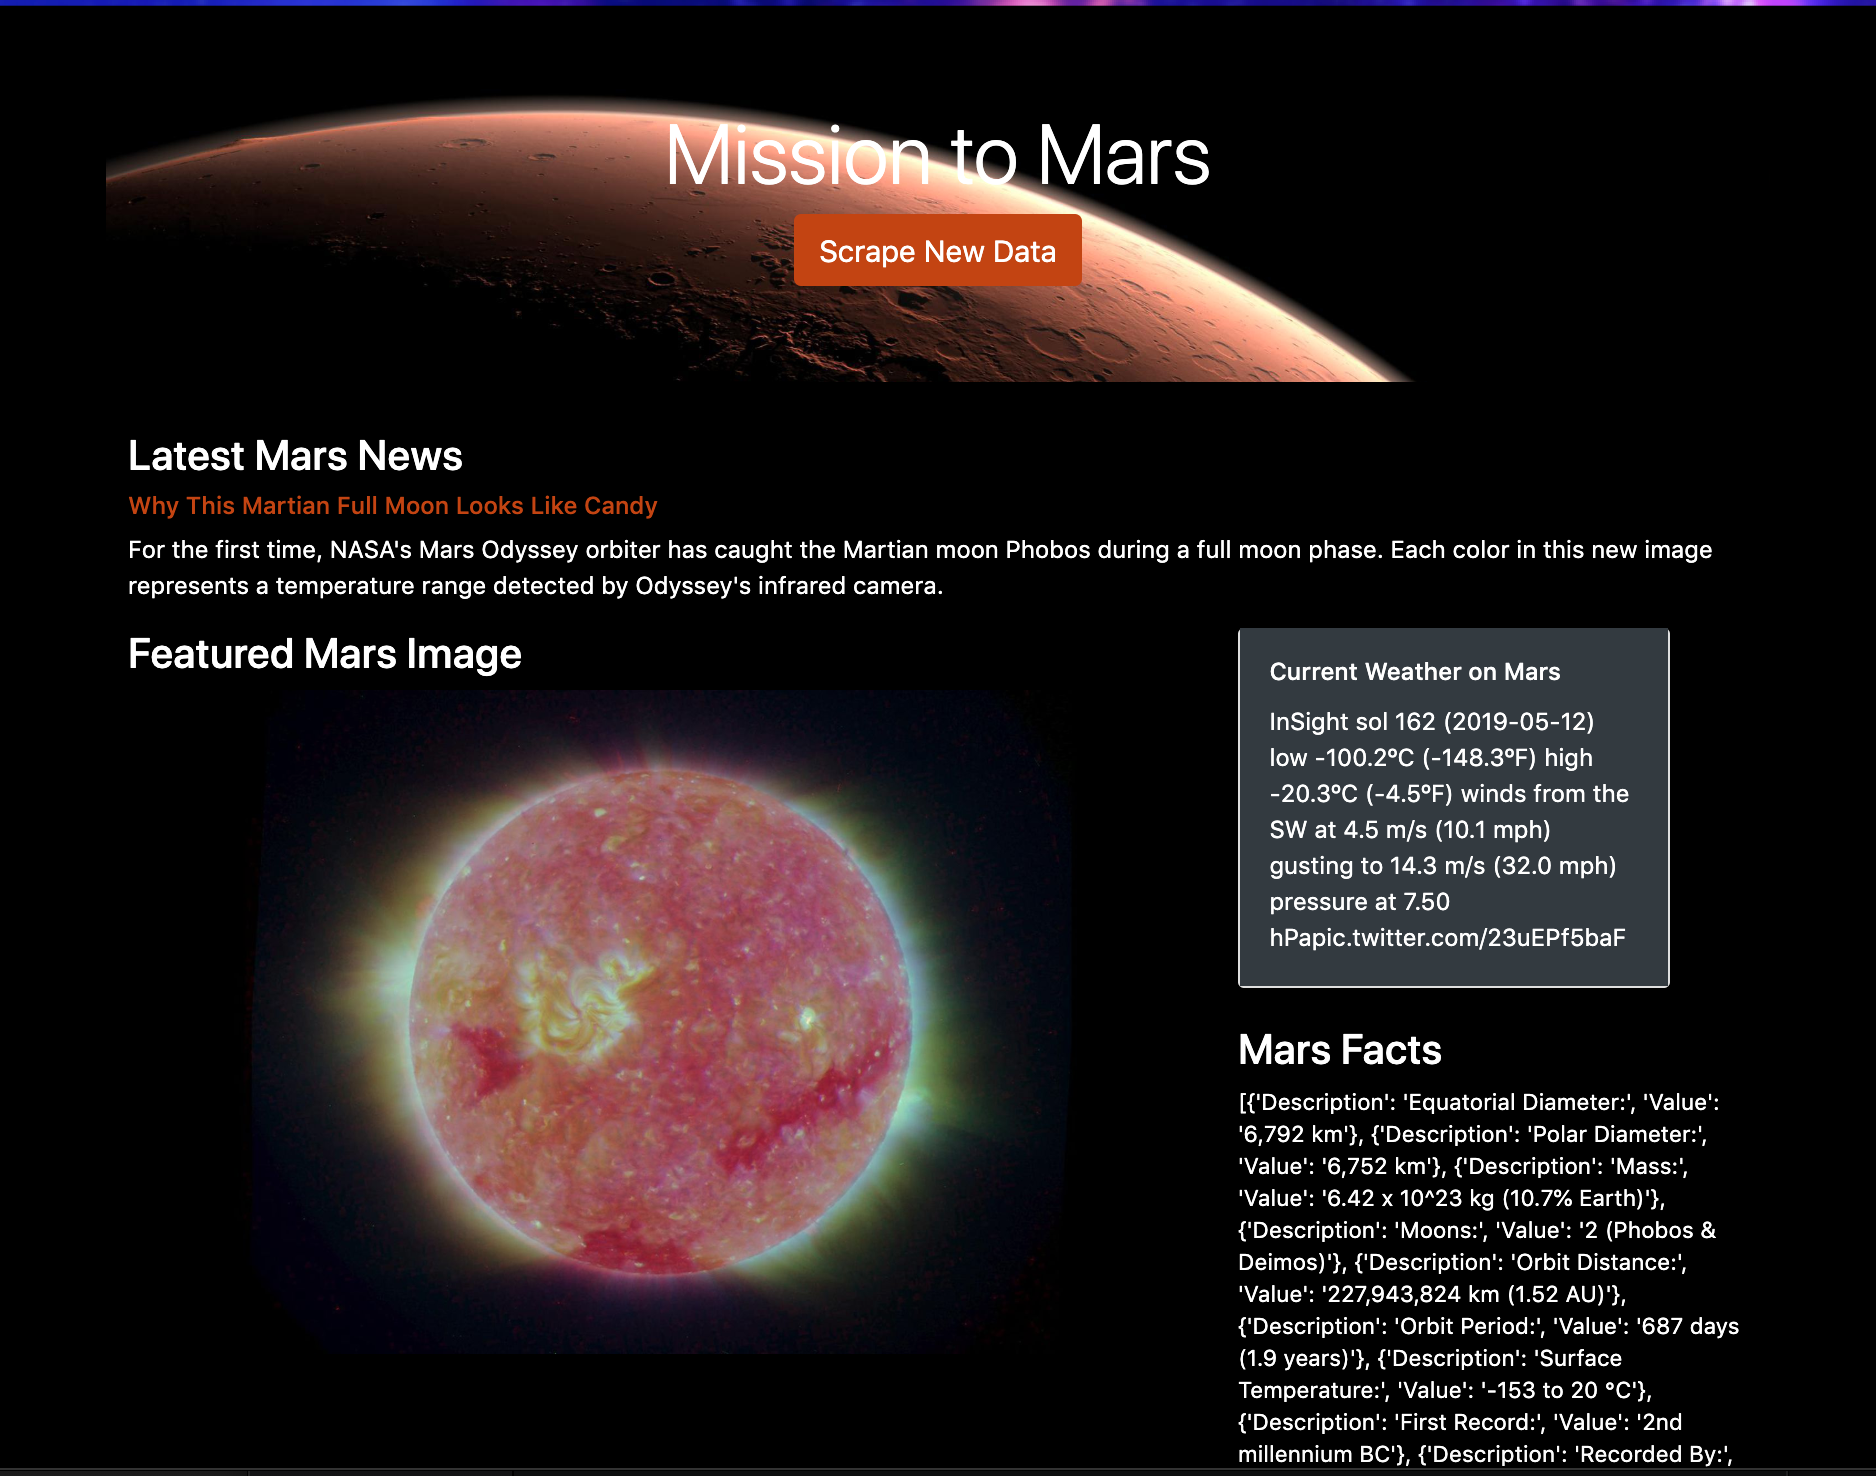 Mission to Mars
Scrape New Data
Latest Mars News
Why This Martian Full Moon Looks Like Candy
For the first time, NASA's Mars Odyssey orbiter has caught the Martian moon Phobos during a full moon phase. Each color in this new image
represents a temperature range detected by Odyssey's infrared camera.
Featured Mars Image
Current Weather on Mars
InSight sol 162 (2019-05-12)
low -100.2ºC (-148.3ºF) high
-20.3ºC (-4.5ºF) winds from the
SW at 4.5 m/s (10.1 mph)
gusting to 14.3 m/s (32.0 mph)
pressure at 7.50
hPapic.twitter.com/23uEPf5baF
Mars Facts
[{'Description': 'Equatorial Diameter:', 'Value':
'6,792 km'}, {'Description': 'Polar Diameter:',
'Value': '6,752 km'}, {'Description': 'Mass:',
'Value': '6.42 x 10^23 kg (10.7% Earth)'},
{'Description': 'Moons:', 'Value': '2 (Phobos &
Deimos)'}, {'Description': 'Orbit Distance:',
'Value': '227,943,824 km (1.52 AU)'},
{'Description': 'Orbit Period:', 'Value': '687 days
(1.9 years)'}, {'Description': 'Surface
Temperature:', 'Value': '-153 to 20 °C'},
{'Description': 'First Record:', 'Value': '2nd
millennium BC'}, {'Description': 'Recorded By:',